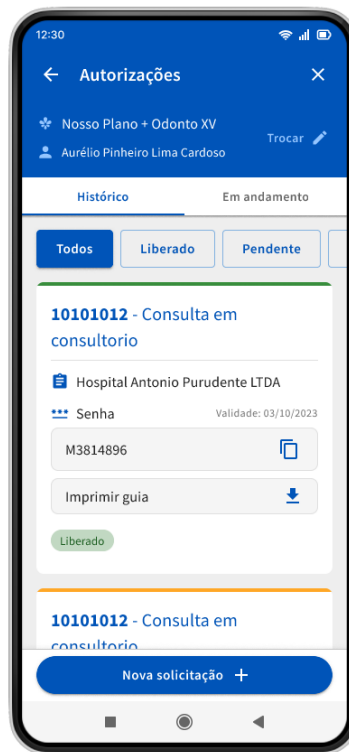 12:30
Autorizações
Nosso Plano + Odonto XV
Trocar
Aurélio Pinheiro Lima Cardoso
Histórico
Em andamento
Todos
Liberado
Pendente
10101012 - Consulta em
consultorio
Hospital Antonio Purudente LTDA
*** Senha
Validade: 03/10/2023
M3814896
Imprimir guia
Liberado
10101012 - Consulta em
consultorio
Nova solicitação +